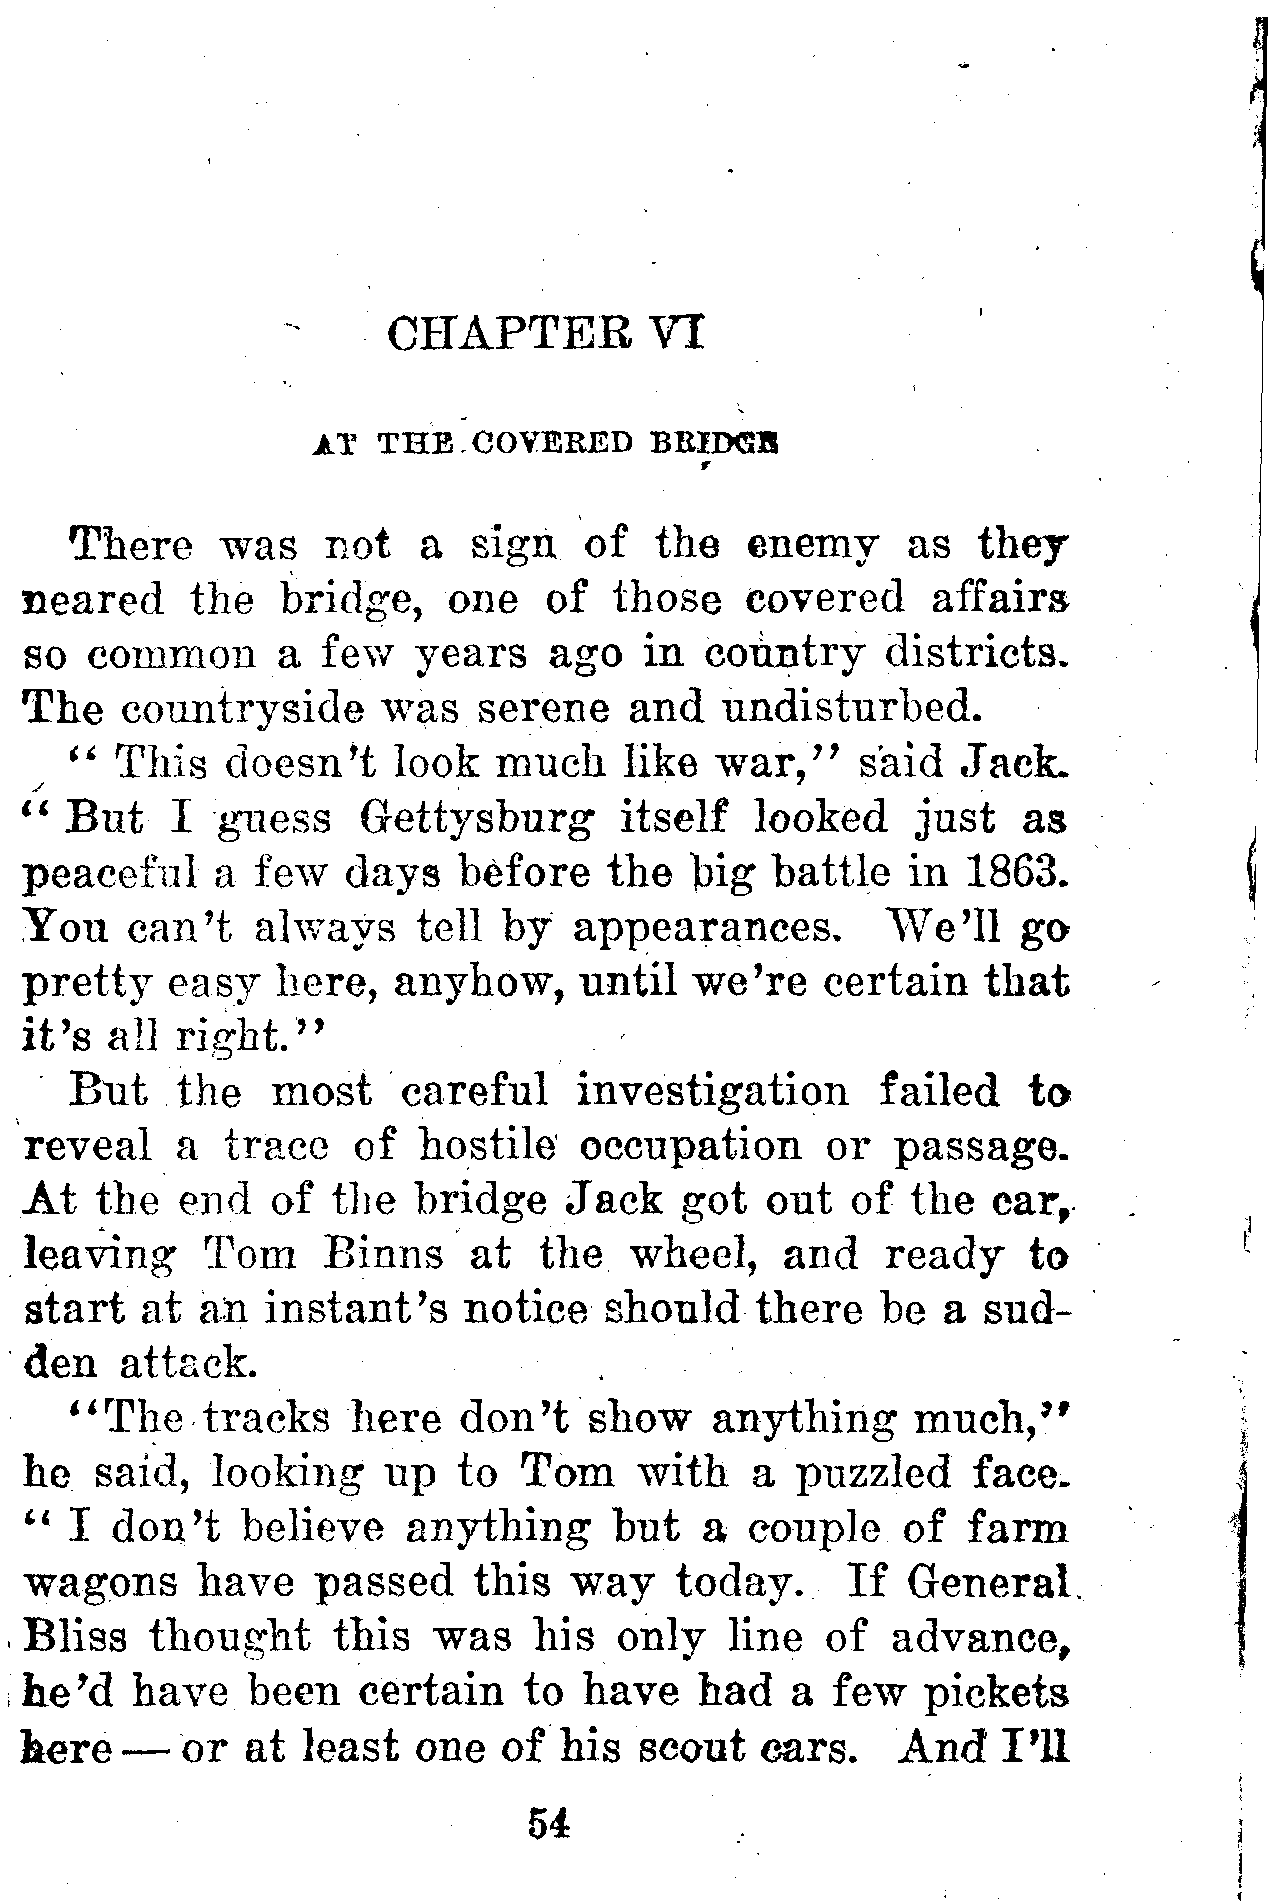 CHAPTER VI
AT THE COVERED BRIDGE
There was not a sign of the enemy as they
neared the bridge, one of those covered affairs
so common a few years ago in country districts.
The countryside was serene and undisturbed.
“ This doesn't look much like war,” said Jack.
“ But I guess Gettysburg itself looked just as
peaceful a few days before the big battle in 1863.
You can't always tell by appearances. We'll go
pretty easy here, anyhow, until we're certain that
it's all right.”
But the most careful investigation failed to
reveal a trace of hostile occupation or passage.
At the end of the bridge Jack got out of the car,
leaving Tom Binns at the wheel, and ready to
start at an instant's notice should there be a sud-
den attack.
“The tracks here don't show anything much,”
he said, looking up to Tom with a puzzled face.
“ I don't believe anything but a couple of farm
wagons have passed this way today. If General
Bliss thought this was his only line of advance,
he'd have been certain to have had a few pickets
here — or at least one of his scout cars. And I'll
54